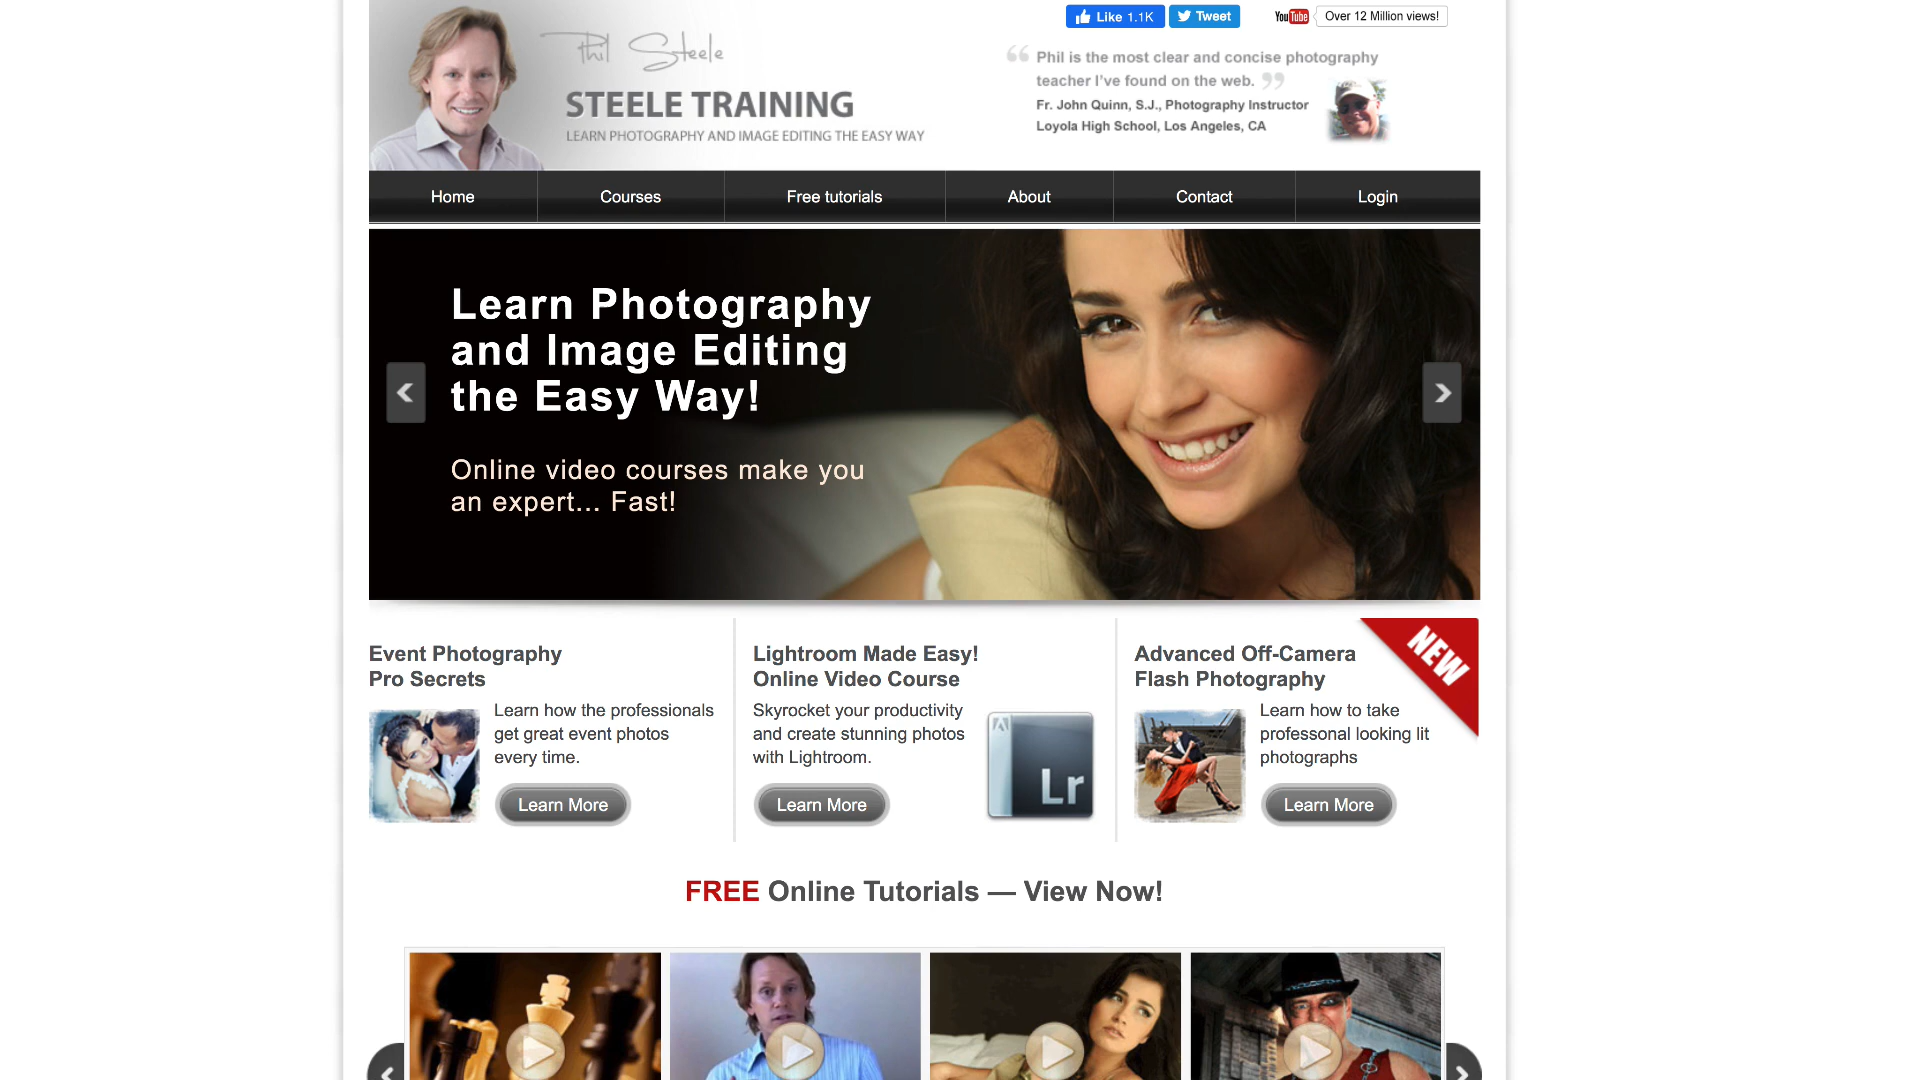 Like 1.1K
Tweet
YouTube
Over 12 Million views!
Phil Steele
STEELE TRAINING
LEARN PHOTOGRAPHY AND IMAGE EDITING THE EASY WAY
“ Phil is the most clear and concise photography
teacher I’ve found on the web. ”
Fr. John Quinn, S.J., Photography Instructor
Loyola High School, Los Angeles, CA
Home
Courses
Free tutorials
About
Contact
Login
Learn Photography
and Image Editing
the Easy Way!
Online video courses make you
an expert... Fast!
Event Photography
Pro Secrets
Learn how the professionals
get great event photos
every time.
Learn More
Lightroom Made Easy!
Online Video Course
Skyrocket your productivity
and create stunning photos
with Lightroom.
Learn More
Lr
Advanced Off-Camera
Flash Photography
NEW
Learn how to take
professonal looking lit
photographs
Learn More
FREE Online Tutorials — View Now!